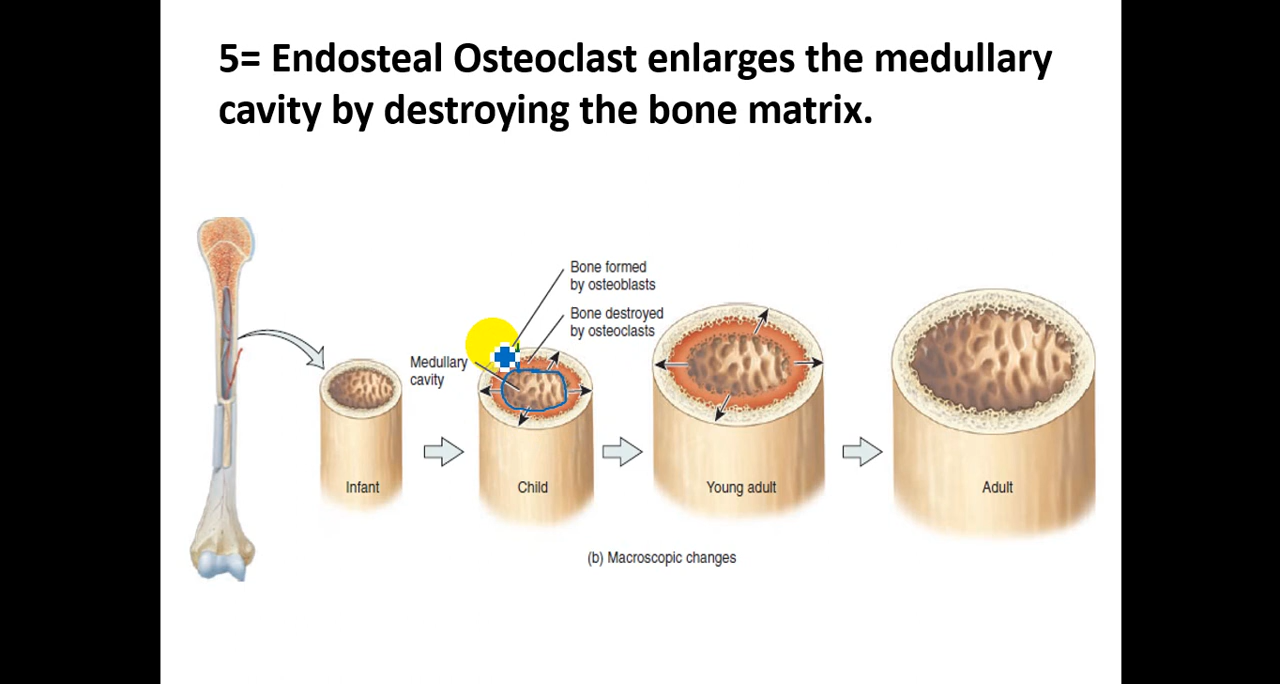 5= Endosteal Osteoclast enlarges the medullary
cavity by destroying the bone matrix.
Bone formed
by osteoblasts
Bone destroyed
by osteoclasts
Medullary
cavity
Infant
Child
Young adult
Adult
(b) Macroscopic changes